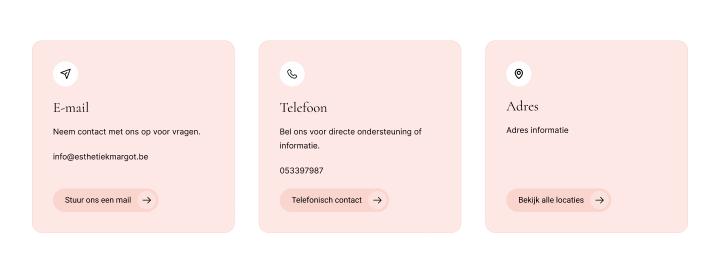 E-mail
Neem contact met ons op voor vragen.
info@esthetiekmargot.be
Stuur ons een mail
Telefoon
Bel ons voor directe ondersteuning of
informatie.
053397987
Telefonisch contact
Adres
Adres informatie
Bekijk alle locaties